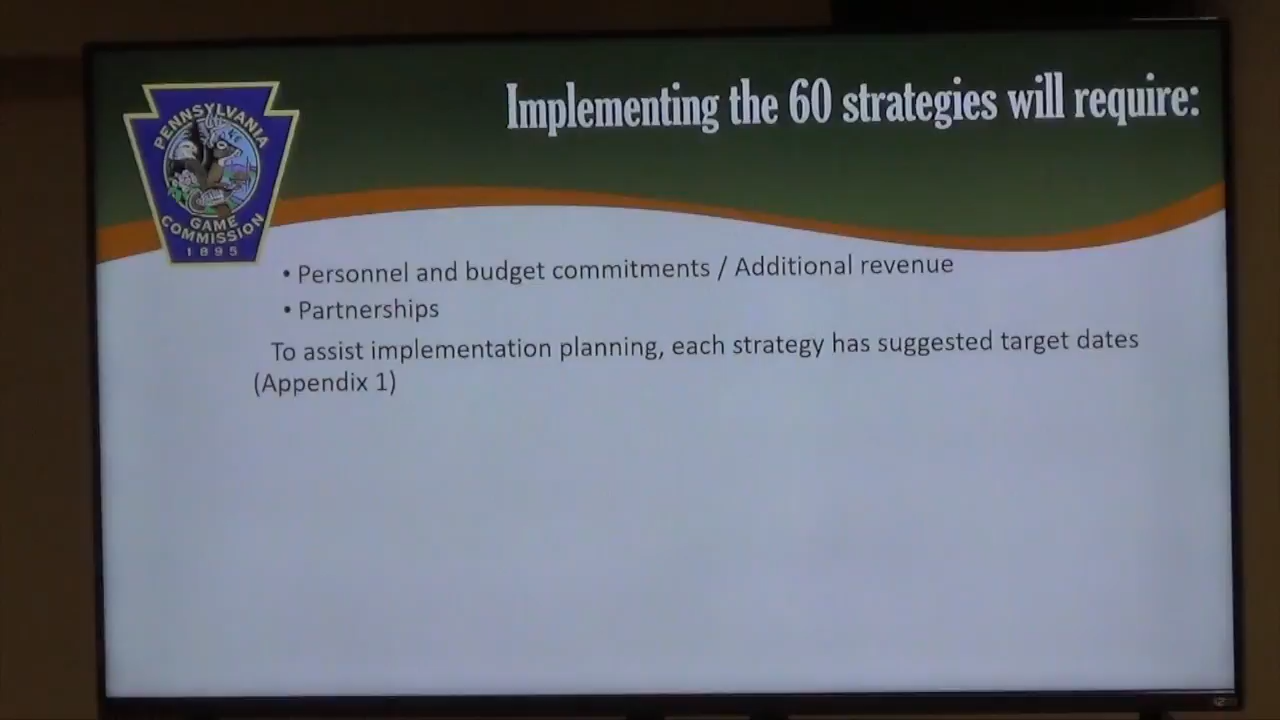 Implementing the 60 strategies will require:
PENNSYLVANIA
GAME
COMMISSION
1895
• Personnel and budget commitments / Additional revenue
• Partnerships
To assist implementation planning, each strategy has suggested target dates
(Appendix 1)